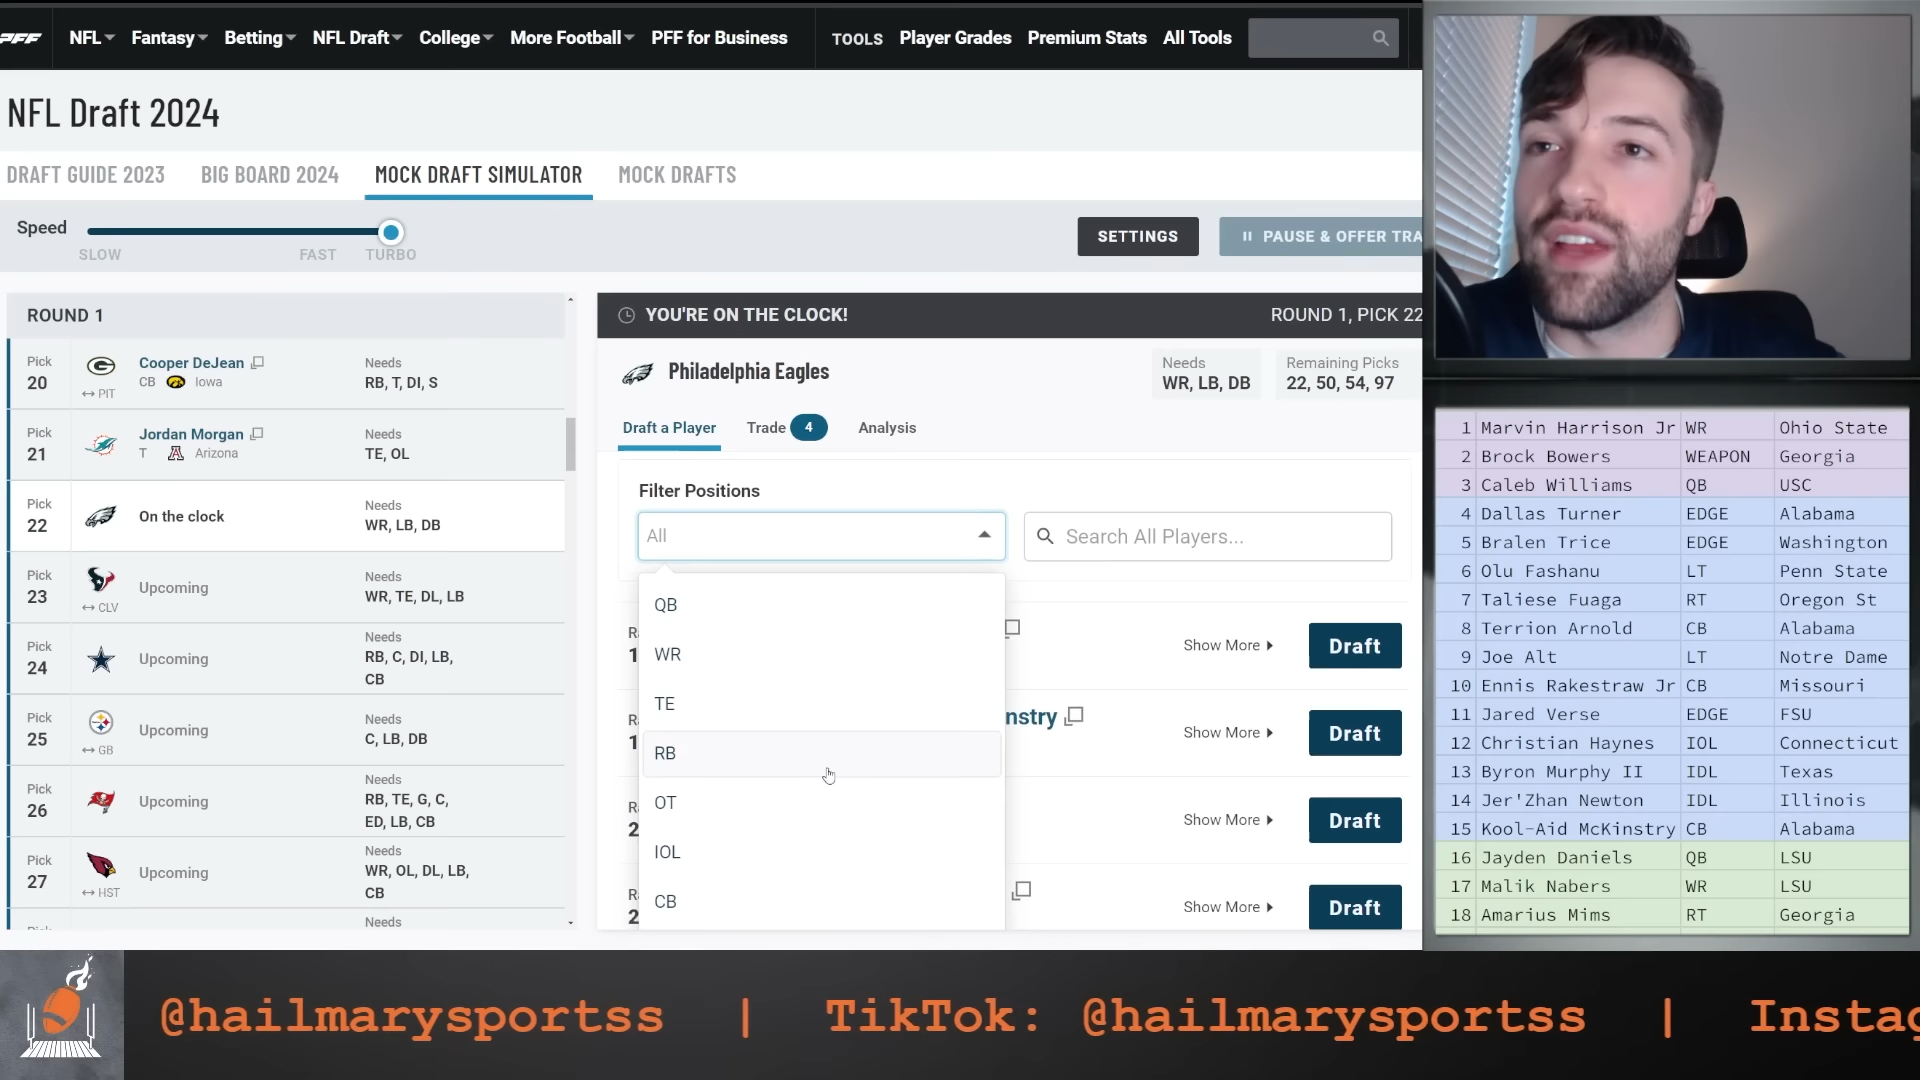 PFF
NFL Fantasy Betting NFL Draft College More Football PFF for Business TOOLS Player Grades Premium Stats All Tools
NFL Draft 2024
DRAFT GUIDE 2023 BIG BOARD 2024 MOCK DRAFT SIMULATOR MOCK DRAFTS
Speed
SLOW FAST TURBO
SETTINGS PAUSE & OFFER TRA
ROUND 1
Pick 20 Cooper DeJean Needs
PIT CB Iowa RB, T, DI, S
Pick 21 Jordan Morgan Needs
T Arizona TE, OL
Pick 22 On the clock Needs
WR, LB, DB
Pick 23 Upcoming Needs
CLV WR, TE, DL, LB
Pick 24 Upcoming Needs
RB, C, DI, LB,
CB
Pick 25 Upcoming Needs
GB C, LB, DB
Pick 26 Upcoming Needs
RB, TE, G, C,
ED, LB, CB
Pick 27 Upcoming Needs
HST WR, OL, DL, LB,
CB
Needs
YOU'RE ON THE CLOCK! ROUND 1, PICK 22
Philadelphia Eagles
Needs
WR, LB, DB
Remaining Picks
22, 50, 54, 97
Draft a Player Trade 4 Analysis
Filter Positions
All
Search All Players...
QB
WR
TE
RB
OT
IOL
CB
Show More Draft
nstry Show More Draft
Show More Draft
Show More Draft
1 Marvin Harrison Jr WR Ohio State
2 Brock Bowers WEAPON Georgia
3 Caleb Williams QB USC
4 Dallas Turner EDGE Alabama
5 Bralen Trice EDGE Washington
6 Olu Fashanu LT Penn State
7 Taliese Fuaga RT Oregon St
8 Terrion Arnold CB Alabama
9 Joe Alt LT Notre Dame
10 Ennis Rakestraw Jr CB Missouri
11 Jared Verse EDGE FSU
12 Christian Haynes IOL Connecticut
13 Byron Murphy II IDL Texas
14 Jer'Zhan Newton IDL Illinois
15 Kool-Aid McKinstry CB Alabama
16 Jayden Daniels QB LSU
17 Malik Nabers WR LSU
18 Amarius Mims RT Georgia
@hailmarysportss | TikTok: @hailmarysportss | Instag